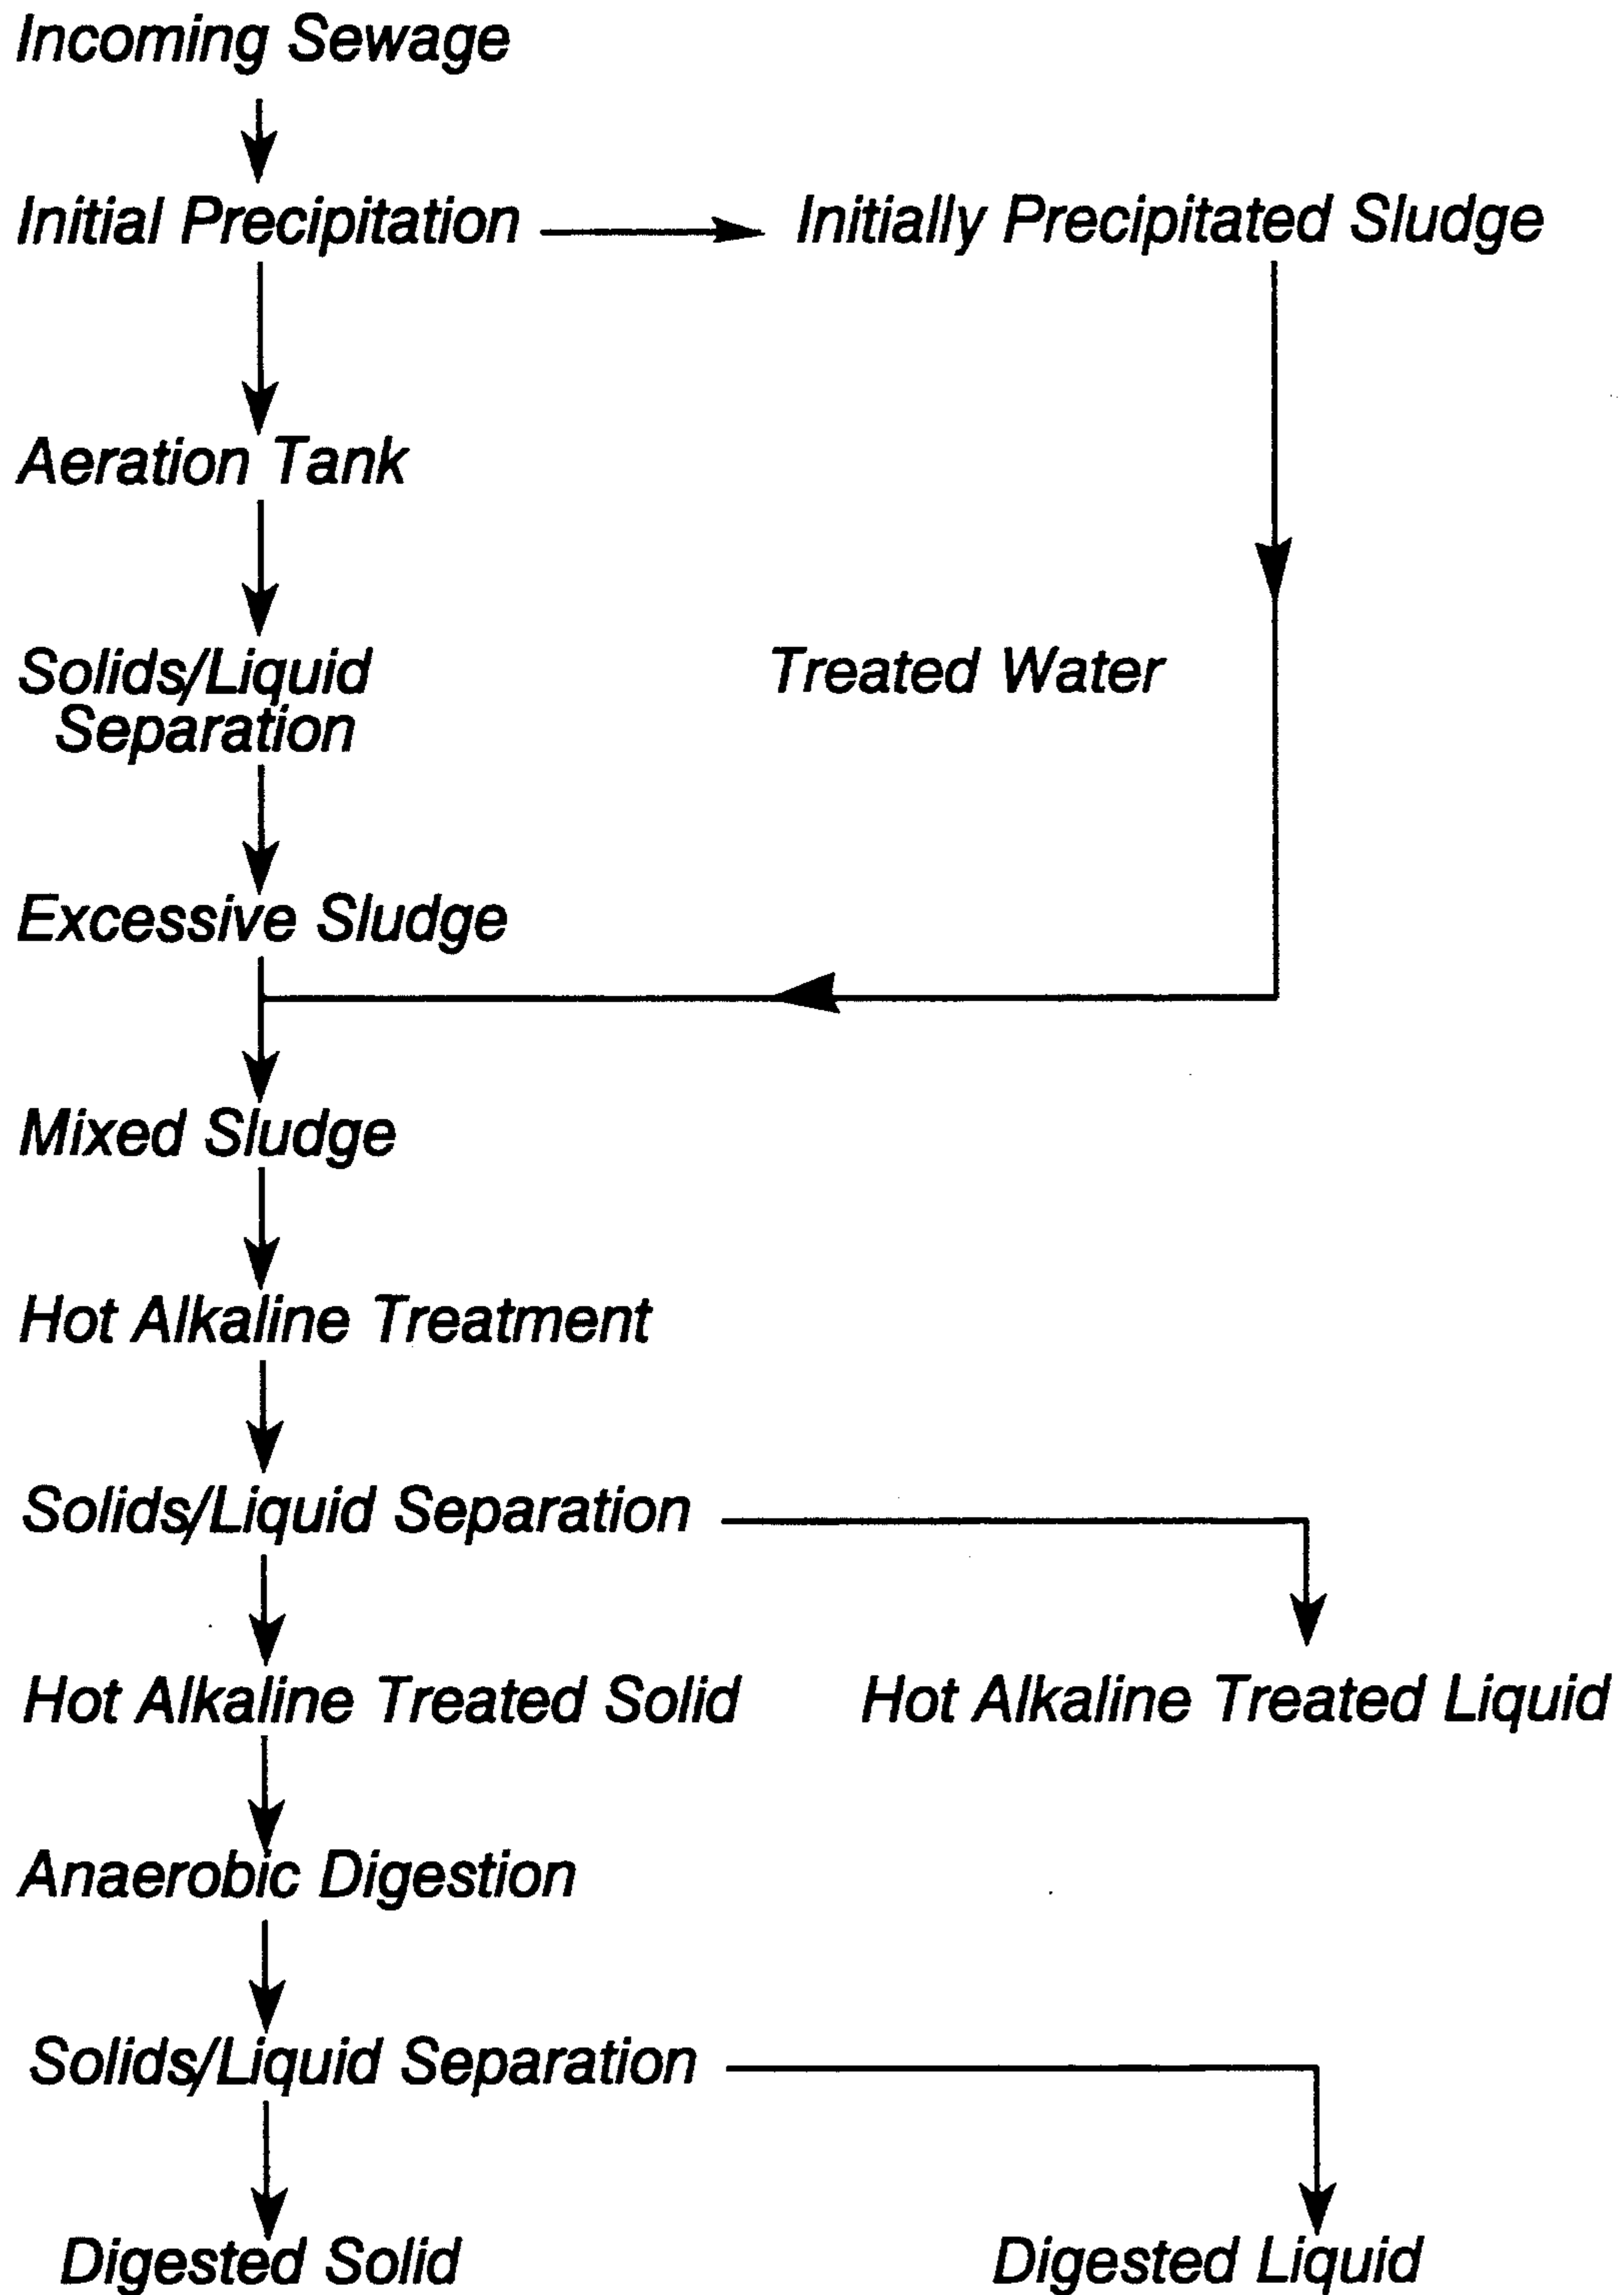 Incoming Sewage
Initial Precipitation
Initially Precipitated Sludge
Aeration Tank
Solids/Liquid
Separation
Treated Water
Excessive Sludge
Mixed Sludge
Hot Alkaline Treatment
Solids/Liquid Separation
Hot Alkaline Treated Solid
Hot Alkaline Treated Liquid
Anaerobic Digestion
Solids/Liquid Separation
Digested Solid
Digested Liquid